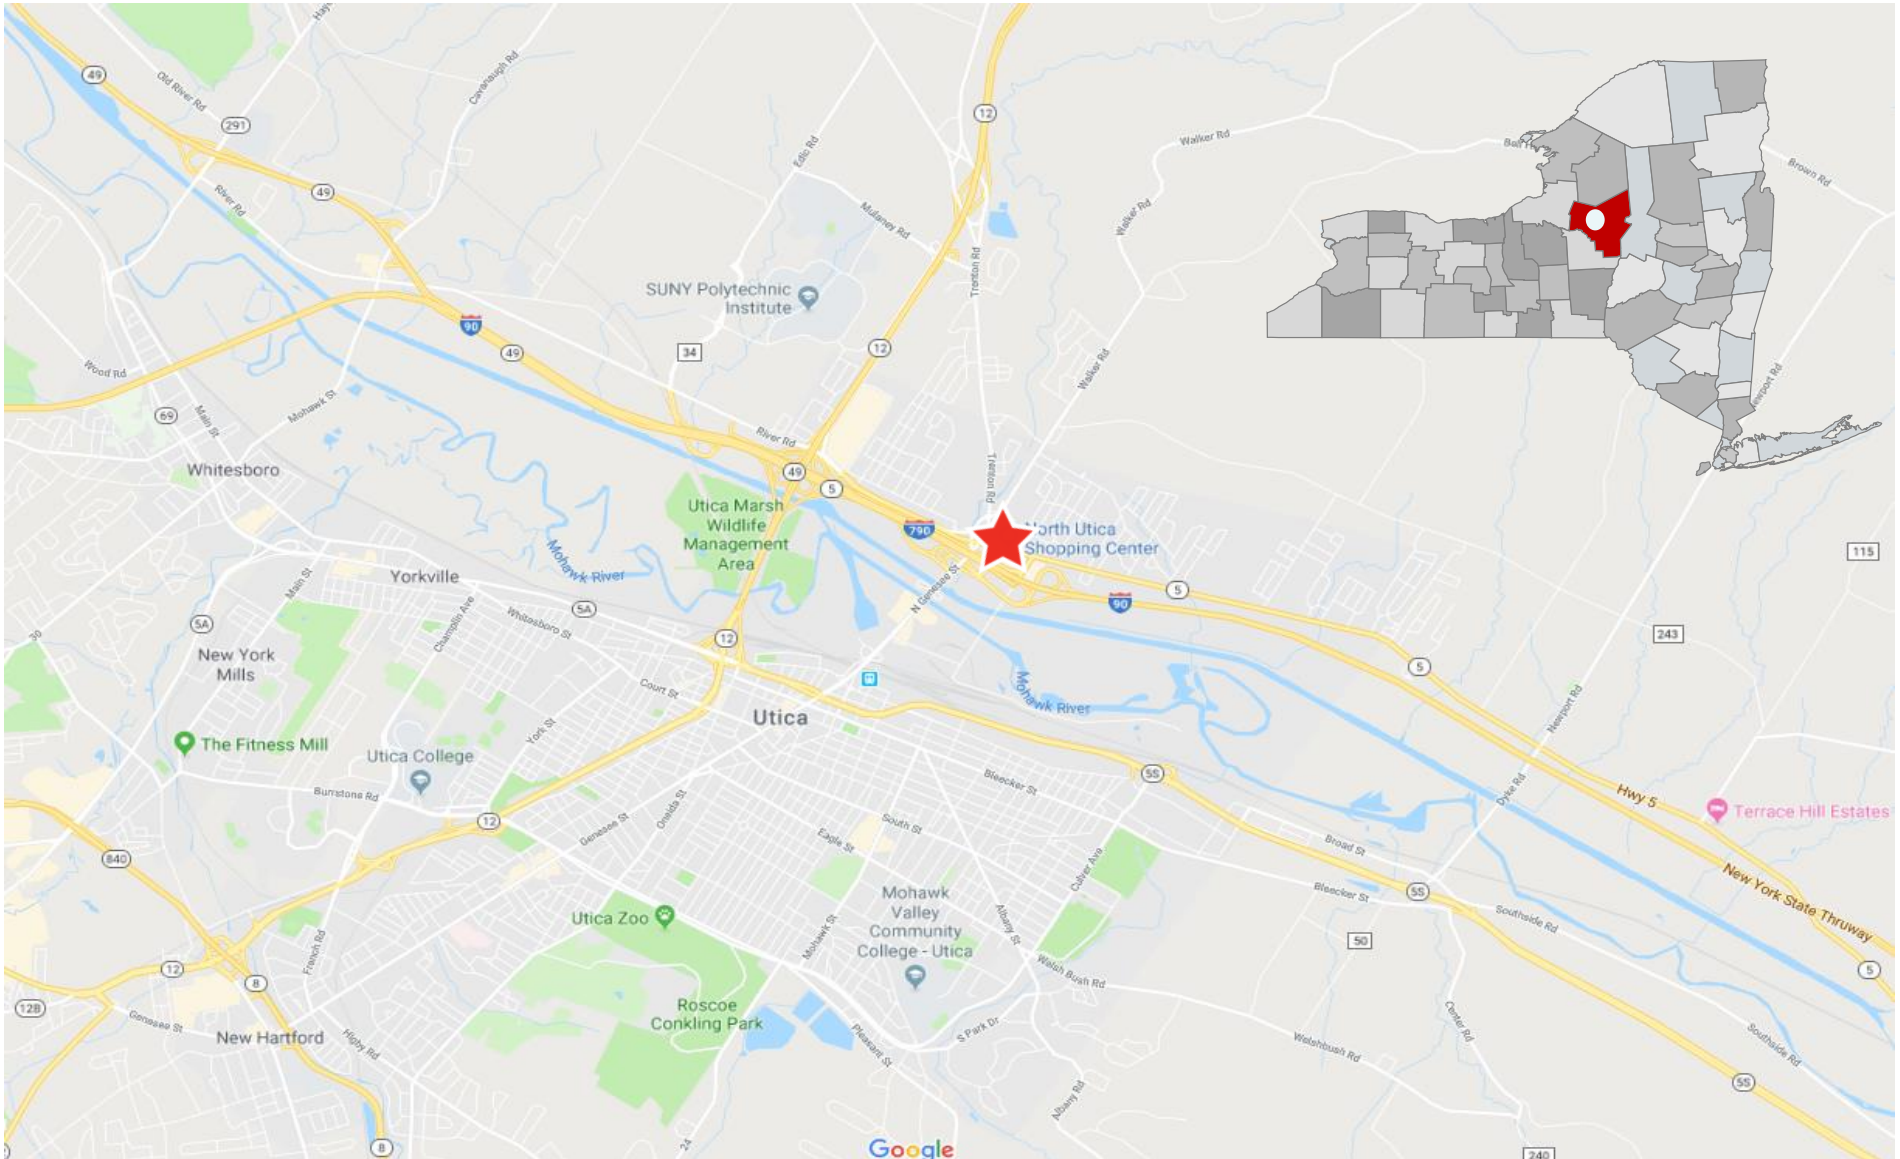 49
Old River Rd
291
Cavanaugh Rd
12
Walker Rd
Brown Rd
Edic Rd
49
River Rd
Mulaney Rd
Walker Rd
Trenton Rd
SUNY Polytechnic
Institute
90
49
34
12
Walker Rd
Wood Rd
69
Main St
Mohawk St
River Rd
Whitesboro
49
5
Trenton Rd
Utica Marsh
Wildlife
Management
Area
790
North Utica
Shopping Center
115
Mohawk River
Yorkville
N Genesee St
5
90
Main St
5A
5A
Champlin Ave
Whitesboro St
12
30
243
New York
Mills
5
Court St
Mohawk River
Newport Rd
Utica
York St
The Fitness Mill
Utica College
Bleecker St
5S
Burrstone Rd
Oneida St
Genesee St
12
South St
Eagle St
Dyke Rd
Hwy 5
Terrace Hill Estates
840
Broad St
Culver Ave
Bleecker St
5S
New York State Thruway
Southside Rd
Mohawk
Valley
Community
College - Utica
Utica Zoo
Mohawk St
Albany St
50
French Rd
12
8
Welsh Bush Rd
5
12B
Genesee St
Roscoe
Conkling Park
New Hartford
Higby Rd
Pleasant St
S Park Dr
Center Rd
Welshbush Rd
Southside Rd
5S
Albany Rd
8
24
Google
240